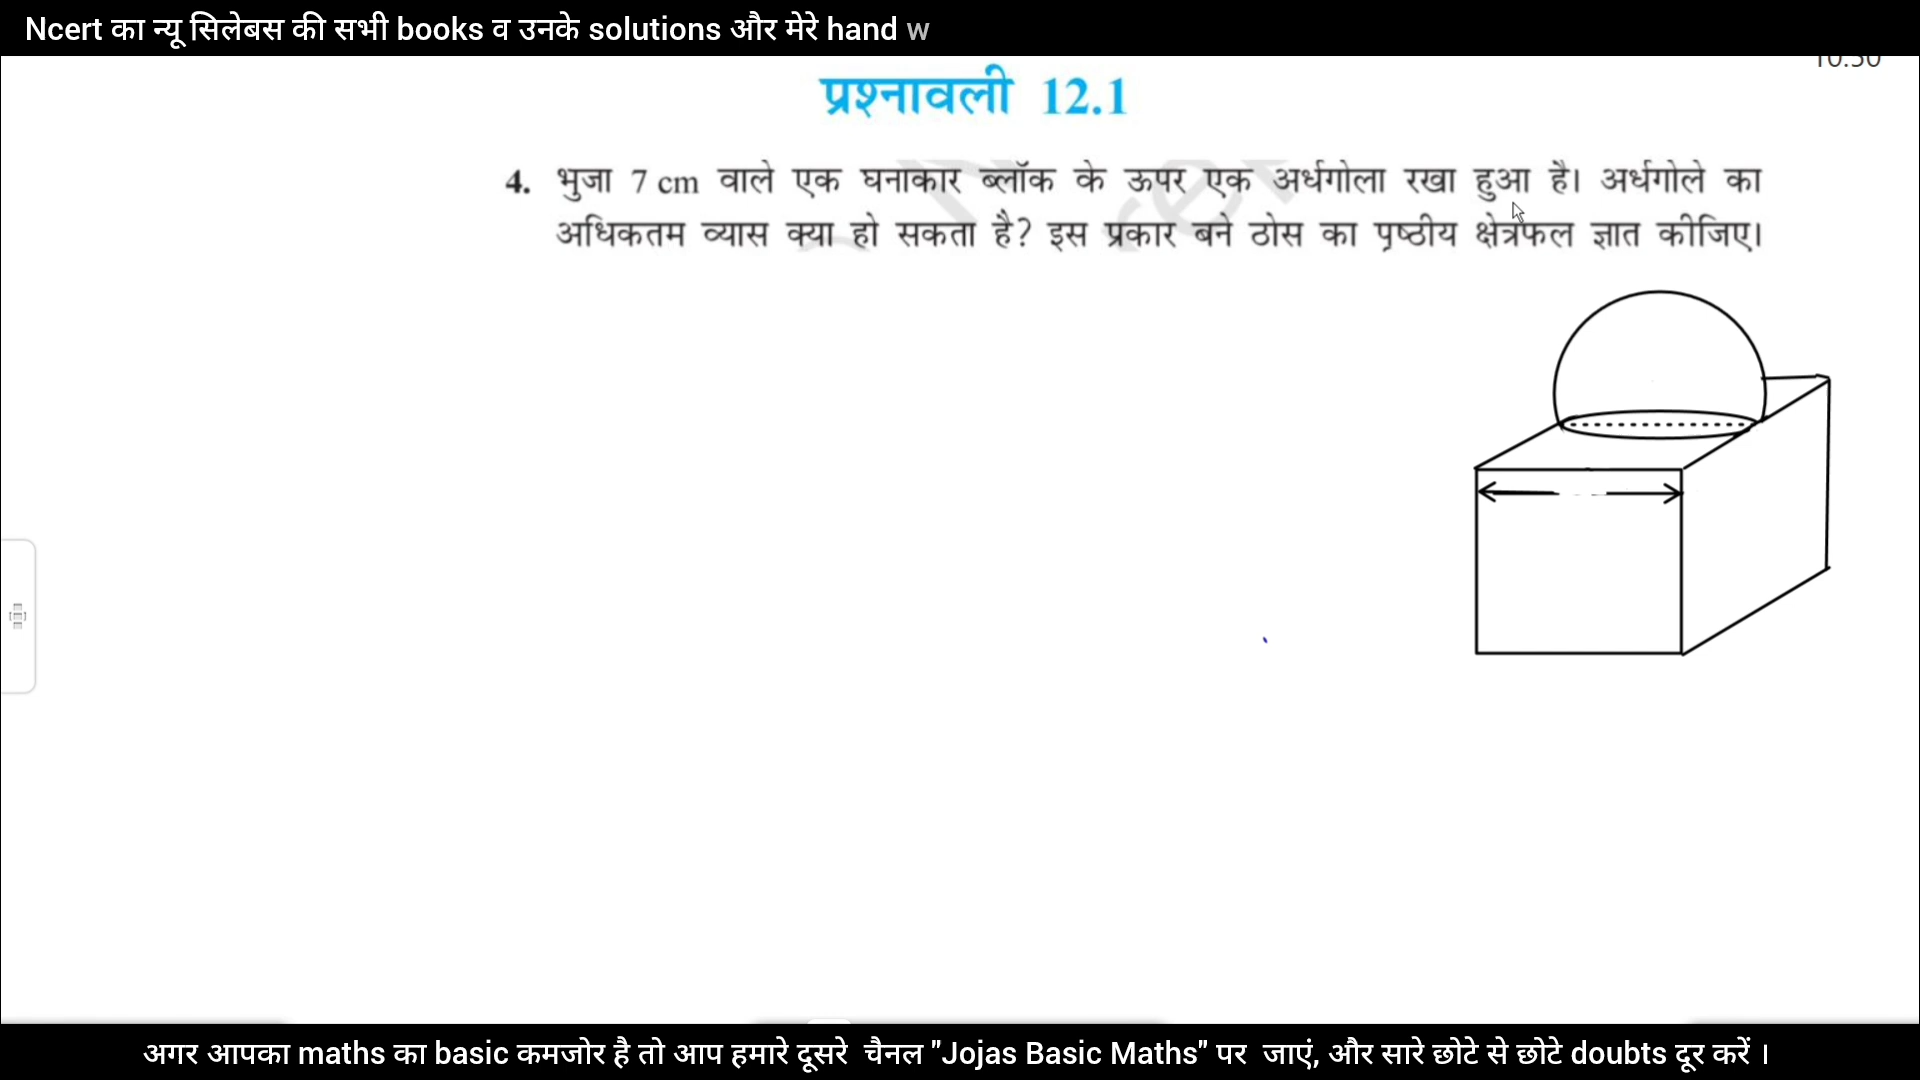 Ncert का न्यू सिलेबस की सभी books व उनके solutions और मेरे hand w
10:50
प्रश्नावली 12.1
4. भुजा 7 cm वाले एक घनाकार ब्लॉक के ऊपर एक अर्धगोला रखा हुआ है। अर्धगोले का
अधिकतम व्यास क्या हो सकता है? इस प्रकार बने ठोस का पृष्ठीय क्षेत्रफल ज्ञात कीजिए।
अगर आपका maths का basic कमजोर है तो आप हमारे दूसरे चैनल "Jojas Basic Maths" पर जाएं, और सारे छोटे से छोटे doubts दूर करें ।